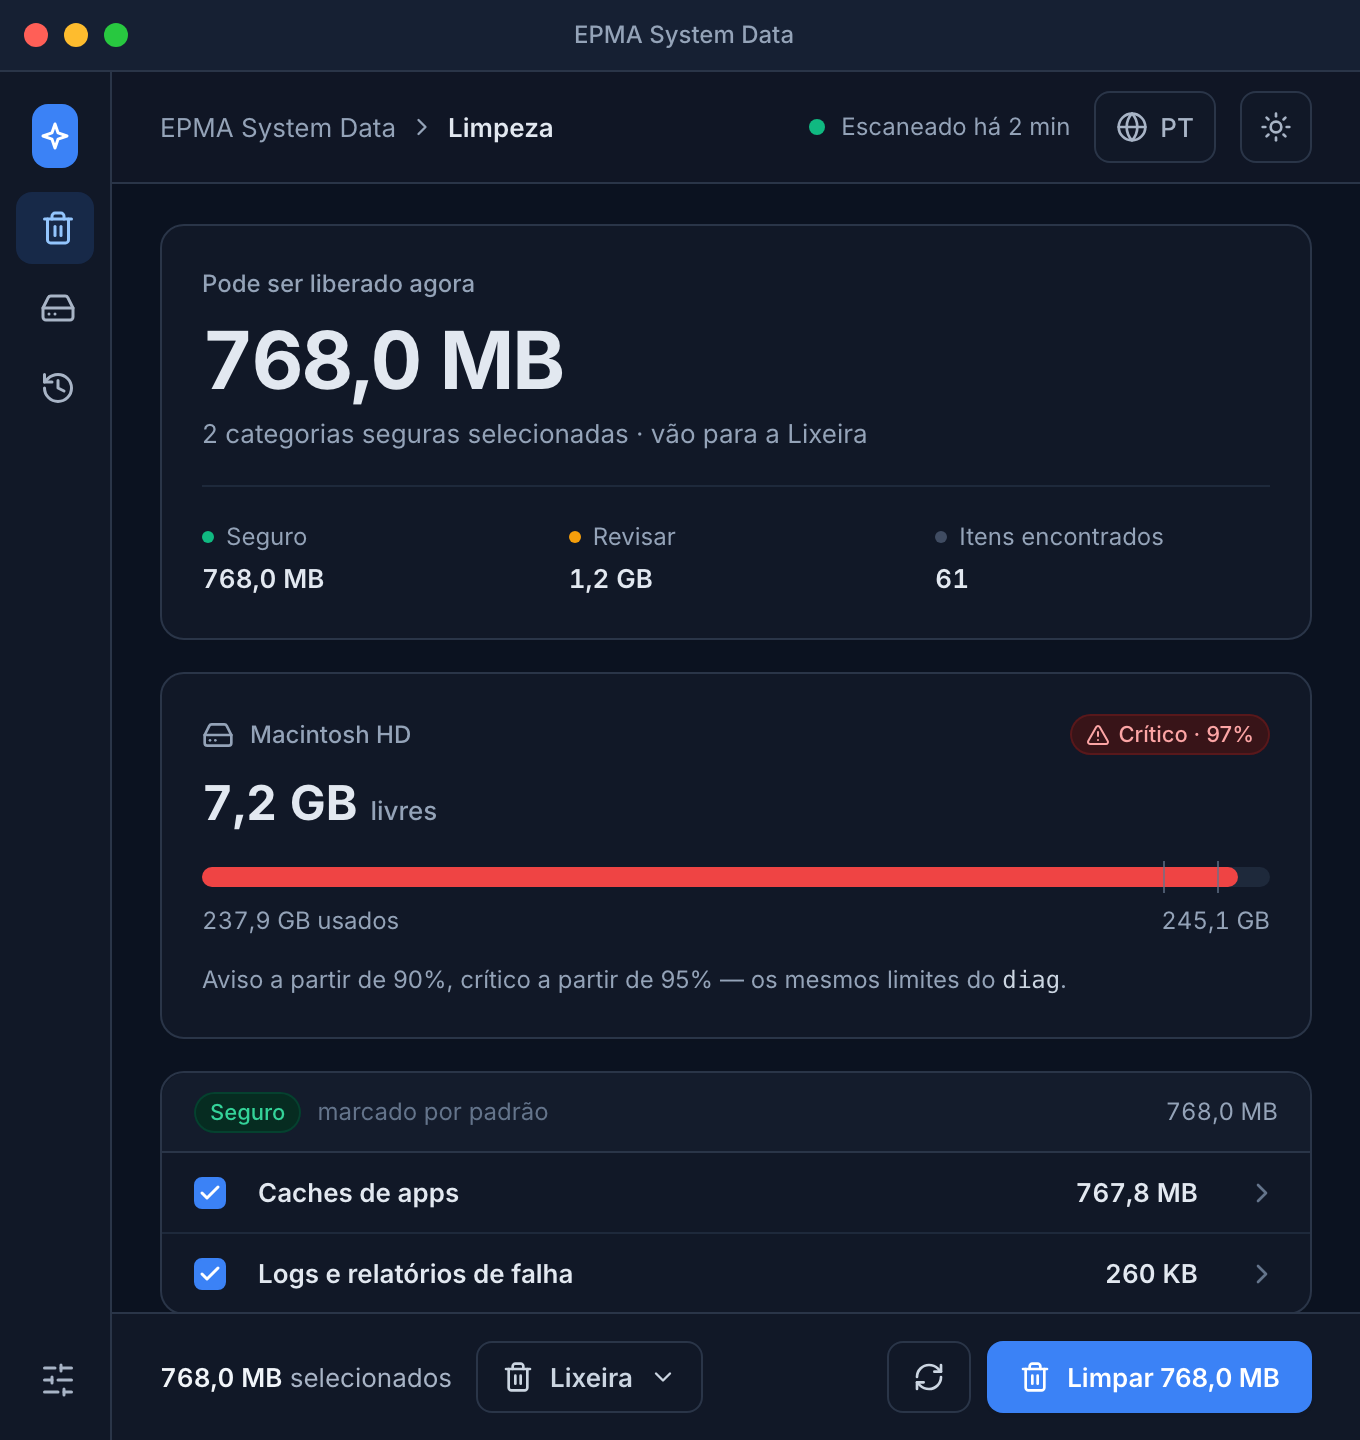 EPMA System Data
EPMA System Data > Limpeza
Escaneado há 2 min
PT
Pode ser liberado agora
768,0 MB
2 categorias seguras selecionadas · vão para a Lixeira
Seguro
768,0 MB
Revisar
1,2 GB
Itens encontrados
61
Macintosh HD
Crítico · 97%
7,2 GB livres
237,9 GB usados
245,1 GB
Aviso a partir de 90%, crítico a partir de 95% — os mesmos limites do diag.
Seguro marcado por padrão
768,0 MB
Caches de apps
767,8 MB
Logs e relatórios de falha
260 KB
768,0 MB selecionados
Lixeira
Limpar 768,0 MB